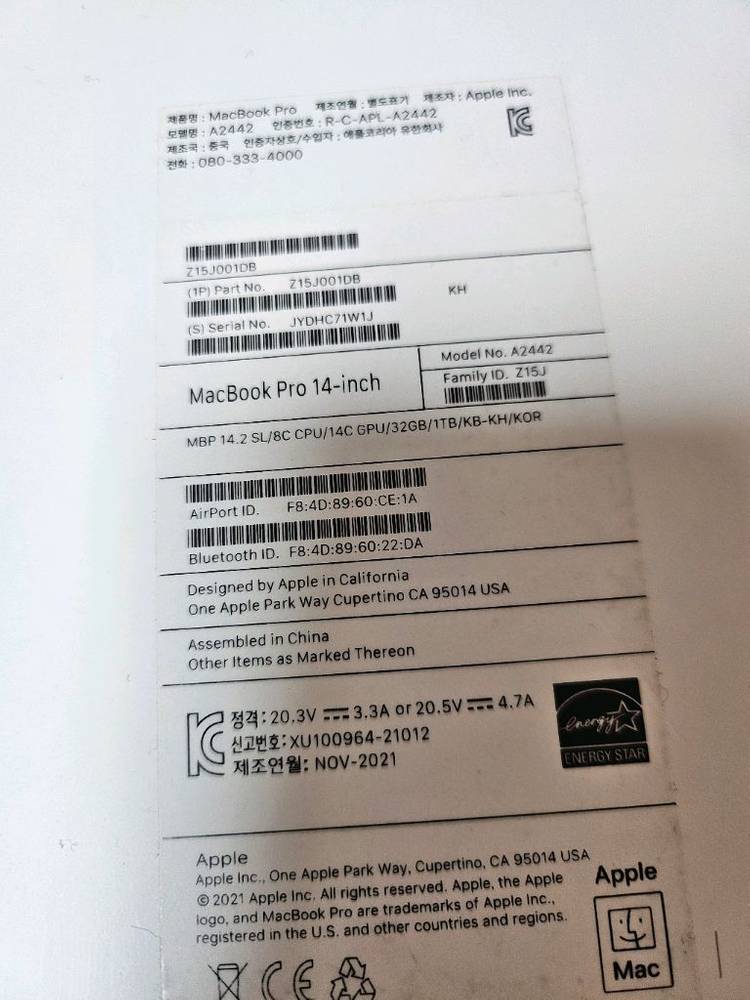 제품명 : MacBook Pro 제조연월 : 별도표기 제조자 : Apple Inc.
모델명 : A2442 인증번호 : R-C-APL-A2442
제조국 : 중국 인증자상호/수입자 : 애플코리아 유한회사
전화 : 080-333-4000
Z15J001DB
(1P) Part No. Z15J001DB
KH
(S) Serial No. JYDHC71W1J
MacBook Pro 14-inch
Model No. A2442
Family ID. Z15J
MBP 14.2 SL/8C CPU/14C GPU/32GB/1TB/KB-KH/KOR
AirPort ID. F8:4D:89:60:CE:1A
Bluetooth ID. F8:4D:89:60:22:DA
Designed by Apple in California
One Apple Park Way Cupertino CA 95014 USA
Assembled in China
Other Items as Marked Thereon
정격: 20.3V ⎓ 3.3A or 20.5V ⎓ 4.7A
신고번호: XU100964-21012
제조연월: NOV-2021
energy
ENERGY STAR
Apple
Apple Inc., One Apple Park Way, Cupertino, CA 95014 USA
© 2021 Apple Inc. All rights reserved. Apple, the Apple
logo, and MacBook Pro are trademarks of Apple Inc.,
registered in the U.S. and other countries and regions.
Apple
Mac
CE